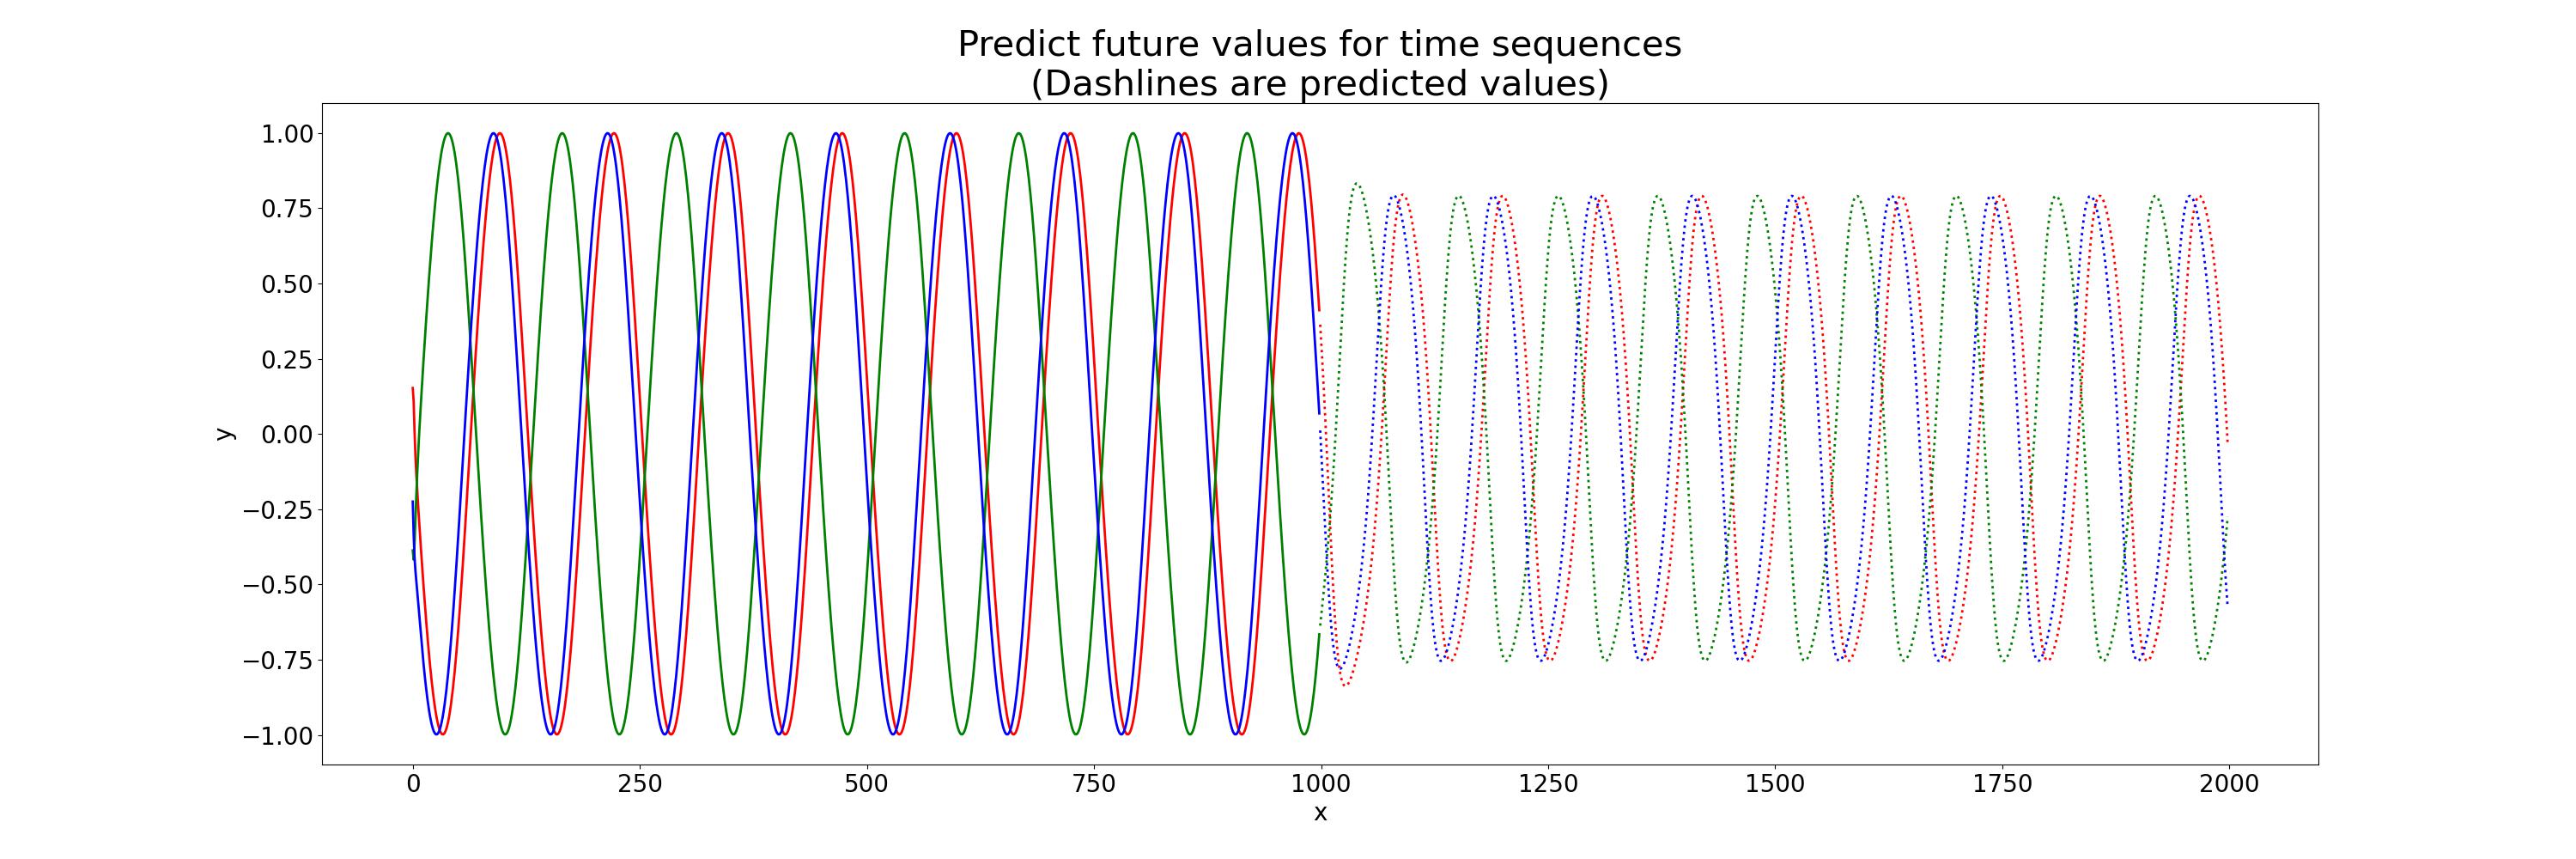 Predict future values for time sequences
(Dashlines are predicted values)
1.00
0.75
0.50
0.25
0.00
−0.25
−0.50
−0.75
−1.00
y
0 250 500 750 1000 1250 1500 1750 2000
x